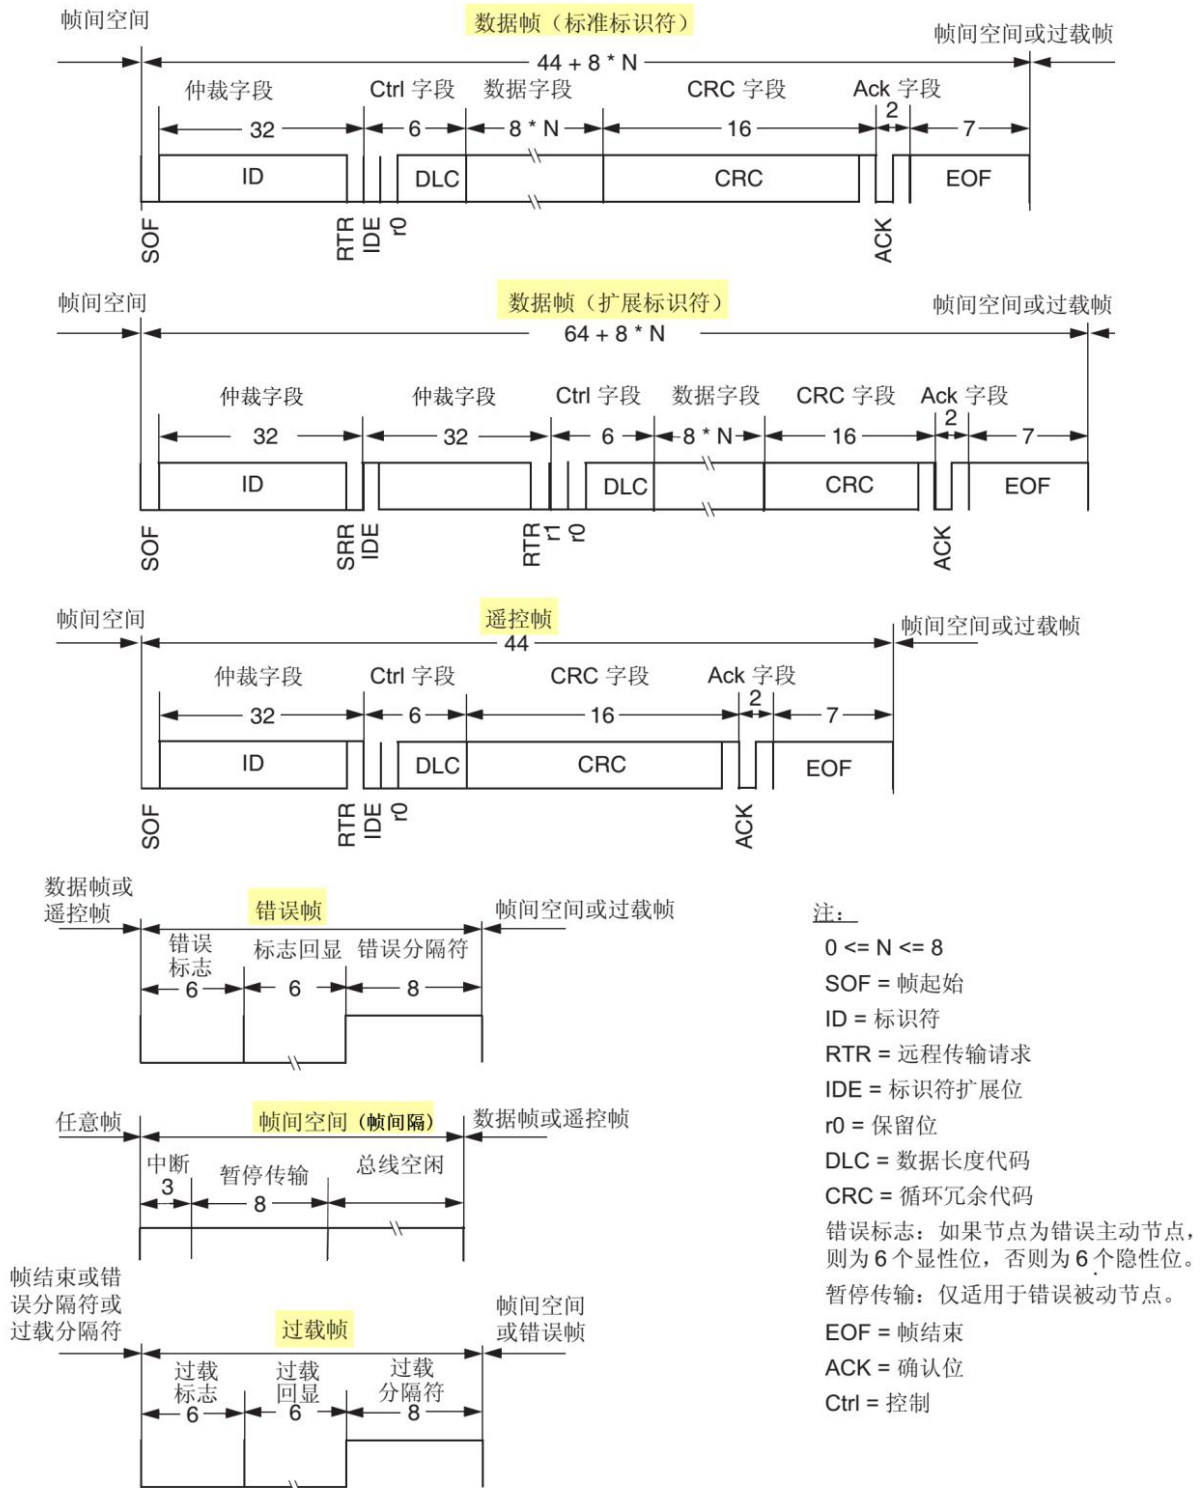 帧间空间
数据帧（标准标识符）
帧间空间或过载帧
44 + 8 * N
仲裁字段
Ctrl 字段
数据字段
CRC 字段
Ack 字段
32
6
8 * N
16
2
7
ID
DLC
CRC
EOF
SOF
RTR
IDE
r0
ACK
帧间空间
数据帧（扩展标识符）
帧间空间或过载帧
64 + 8 * N
仲裁字段
仲裁字段
Ctrl 字段
数据字段
CRC 字段
Ack 字段
32
32
6
8 * N
16
2
7
ID
DLC
CRC
EOF
SOF
SRR
IDE
RTR
r1
r0
ACK
帧间空间
遥控帧
帧间空间或过载帧
44
仲裁字段
Ctrl 字段
CRC 字段
Ack 字段
32
6
16
2
7
ID
DLC
CRC
EOF
SOF
RTR
IDE
r0
ACK
数据帧或
遥控帧
错误帧
帧间空间或过载帧
错误
标志
标志回显
错误分隔符
6
6
8
任意帧
帧间空间 (帧间隔)
数据帧或遥控帧
中断
暂停传输
总线空闲
3
8
帧结束或错
误分隔符或
过载分隔符
过载帧
帧间空间
或错误帧
过载
标志
过载
回显
过载
分隔符
6
6
8
注：
0 <= N <= 8
SOF = 帧起始
ID = 标识符
RTR = 远程传输请求
IDE = 标识符扩展位
r0 = 保留位
DLC = 数据长度代码
CRC = 循环冗余代码
错误标志：如果节点为错误主动节点，
则为 6 个显性位，否则为 6 个隐性位。
暂停传输：仅适用于错误被动节点。
EOF = 帧结束
ACK = 确认位
Ctrl = 控制